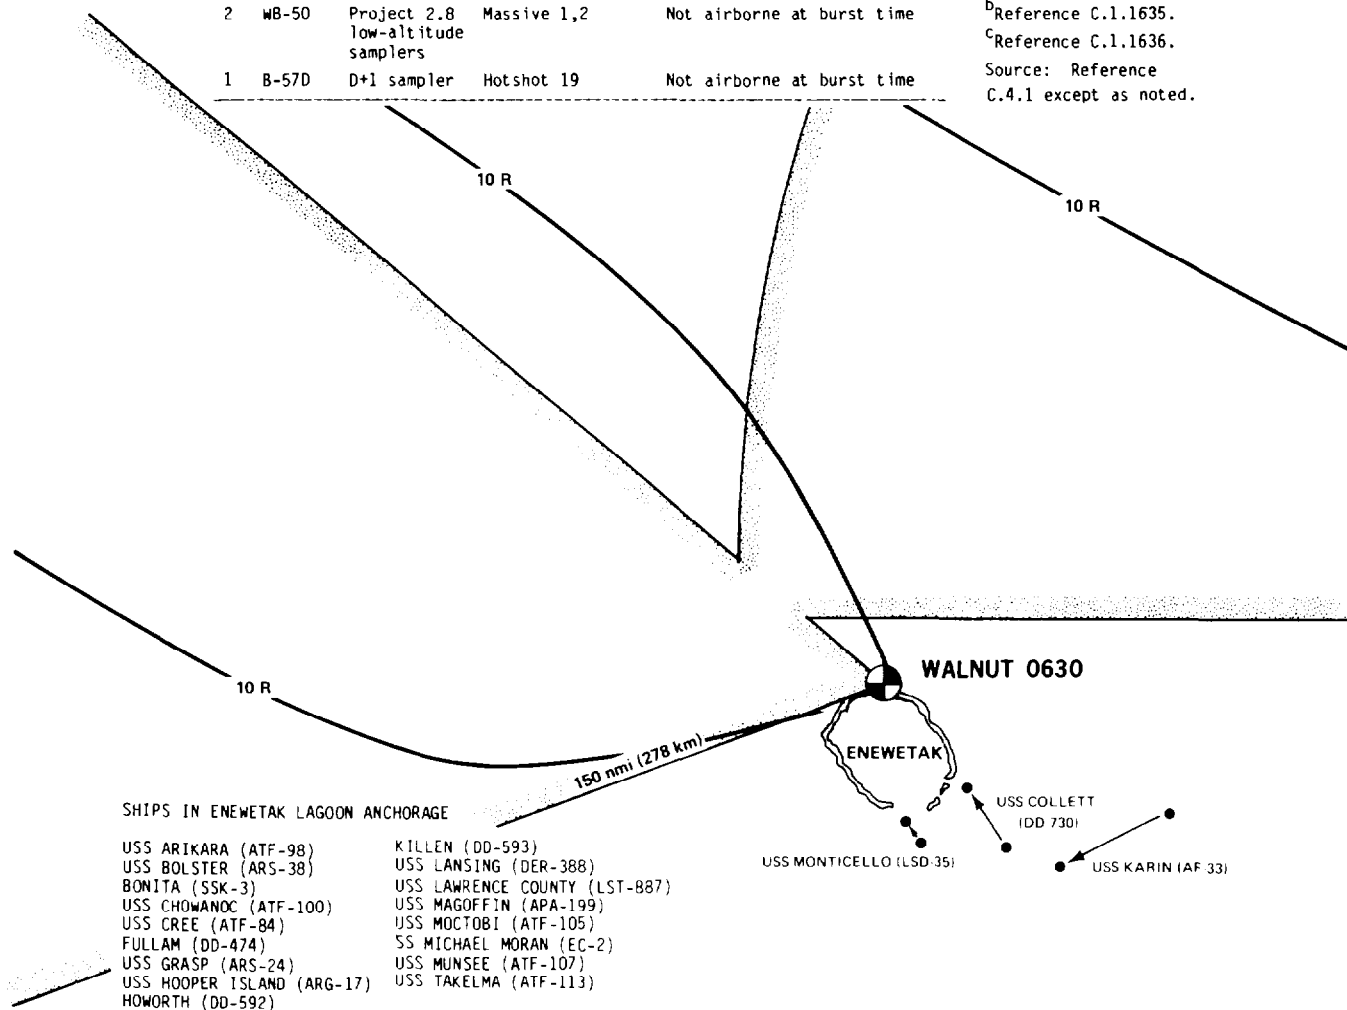 2 WB-50 Project 2.8 Massive 1,2 Not airborne at burst time
low-altitude
samplers
1 B-57D D+1 sampler Hotshot 19 Not airborne at burst time
bReference C.1.1635.
cReference C.1.1636.
Source: Reference
C.4.1 except as noted.
10 R
10 R
10 R
WALNUT 0630
150 nmi (278 km)
ENEWETAK
USS COLLETT
(DD 730)
USS MONTICELLO (LSD-35)
USS KARIN (AF-33)
SHIPS IN ENEWETAK LAGOON ANCHORAGE
USS ARIKARA (ATF-98)
USS BOLSTER (ARS-38)
BONITA (SSK-3)
USS CHOWANOC (ATF-100)
USS CREE (ATF-84)
FULLAM (DD-474)
USS GRASP (ARS-24)
USS HOOPER ISLAND (ARG-17)
HOWORTH (DD-592)
KILLEN (DD-593)
USS LANSING (DER-388)
USS LAWRENCE COUNTY (LST-887)
USS MAGOFFIN (APA-199)
USS MOCTOBI (ATF-105)
SS MICHAEL MORAN (EC-2)
USS MUNSEE (ATF-107)
USS TAKELMA (ATF-113)